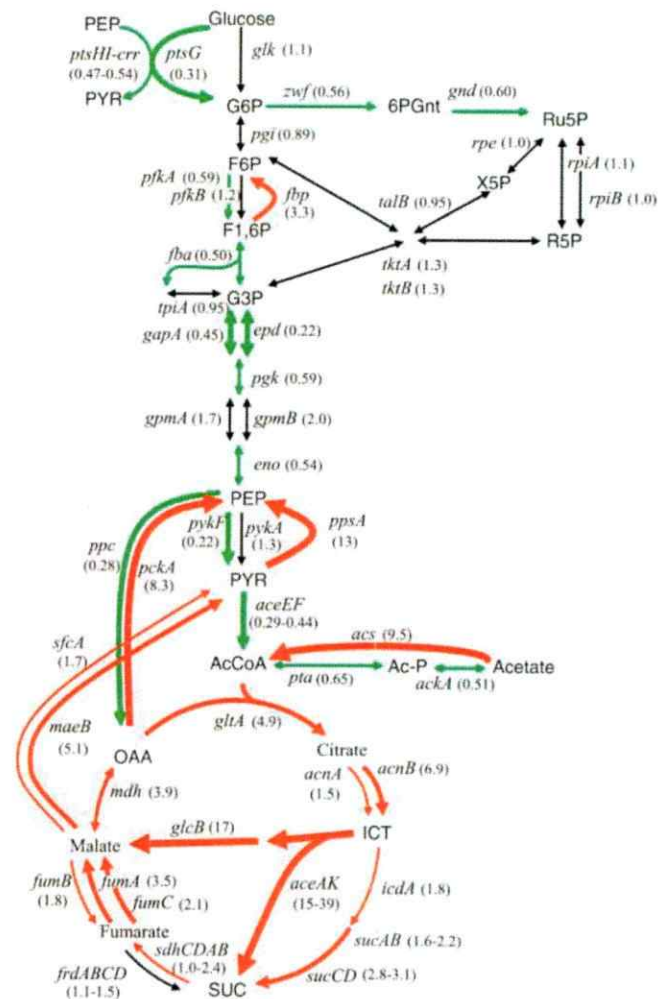 PEP
Glucose
ptsHI-crr
(0.47-0.54)
ptsG
(0.31)
glk (1.1)
PYR
G6P
zwf (0.56)
6PGnt
gnd (0.60)
Ru5P
pgi (0.89)
rpe (1.0)
rpiA (1.1)
F6P
X5P
pfkA (0.59)
pfkB (1.2)
fbp
(3.3)
talB (0.95)
rpiB (1.0)
F1,6P
R5P
fba (0.50)
tktA (1.3)
tktB (1.3)
G3P
tpiA (0.95)
gapA (0.45)
epd (0.22)
pgk (0.59)
gpmA (1.7)
gpmB (2.0)
eno (0.54)
PEP
ppc
(0.28)
pckA
(8.3)
pykF
(0.22)
pykA
(1.3)
ppsA
(13)
PYR
aceEF
(0.29-0.44)
sfcA
(1.7)
acs (9.5)
AcCoA
pta (0.65)
Ac-P
ackA (0.51)
Acetate
maeB
(5.1)
gltA (4.9)
OAA
Citrate
mdh (3.9)
acnA
(1.5)
acnB (6.9)
Malate
glcB (17)
ICT
fumB
(1.8)
fumA (3.5)
fumC (2.1)
aceAK
(15-39)
icdA (1.8)
Fumarate
sdhCDAB
(1.0-2.4)
sucAB (1.6-2.2)
frdABCD
(1.1-1.5)
SUC
sucCD (2.8-3.1)